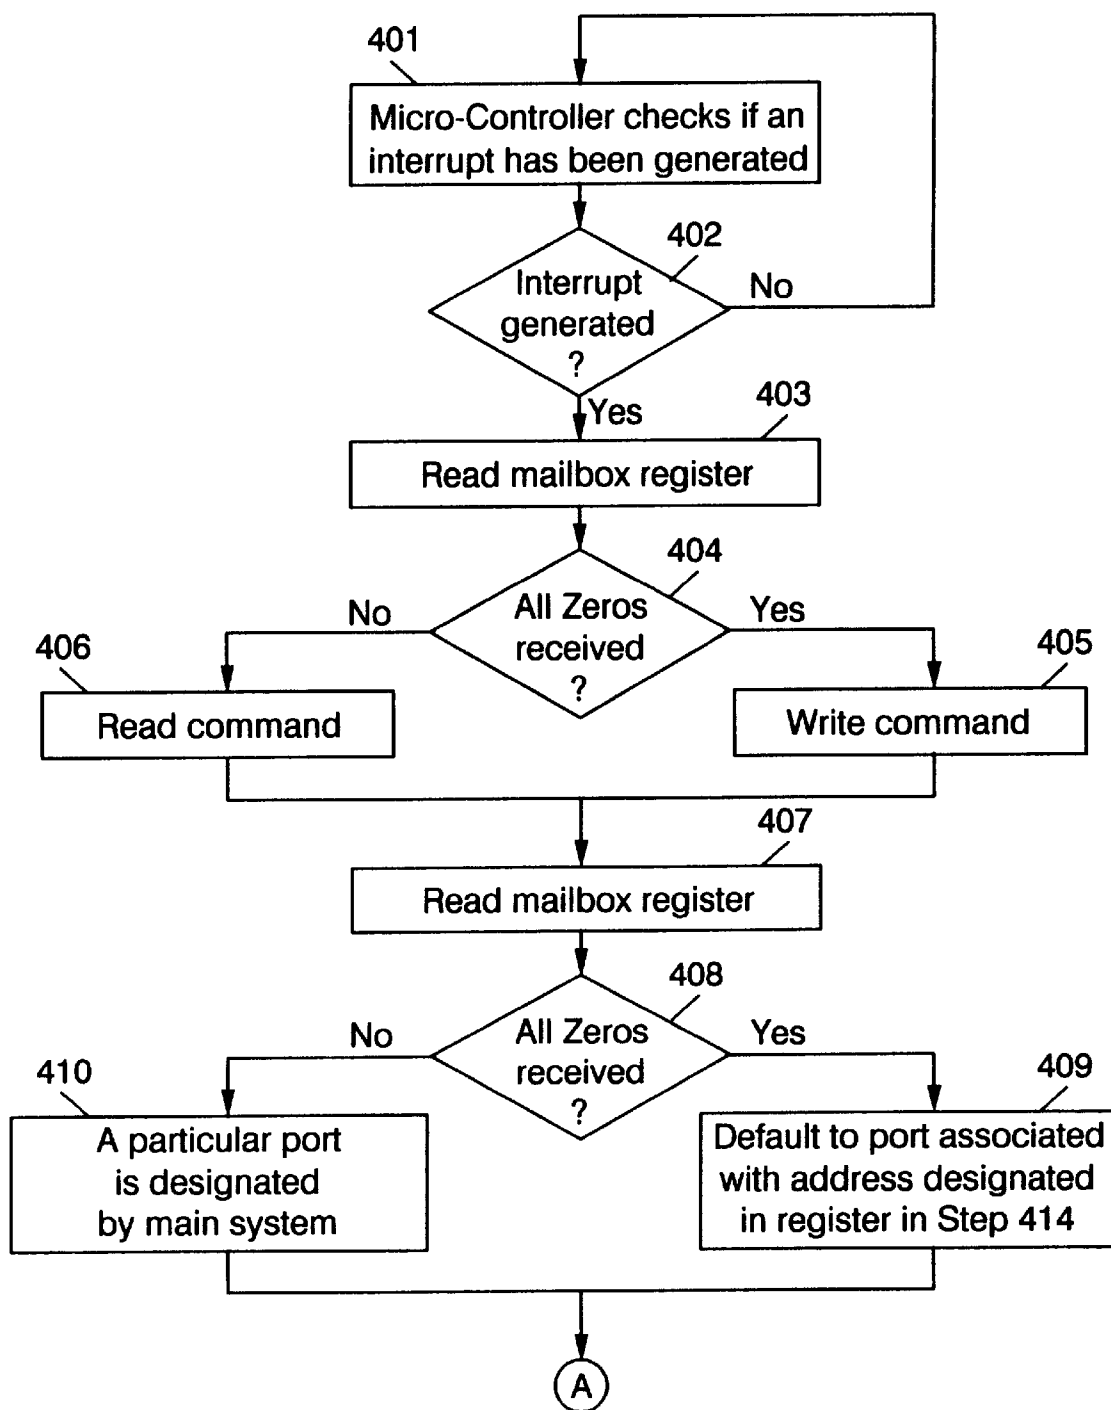 401
Micro-Controller checks if an
interrupt has been generated
402
Interrupt
generated
?
No
Yes
403
Read mailbox register
404
All Zeros
received
?
No
Yes
406
Read command
405
Write command
407
Read mailbox register
408
All Zeros
received
?
No
Yes
410
A particular port
is designated
by main system
409
Default to port associated
with address designated
in register in Step 414
A